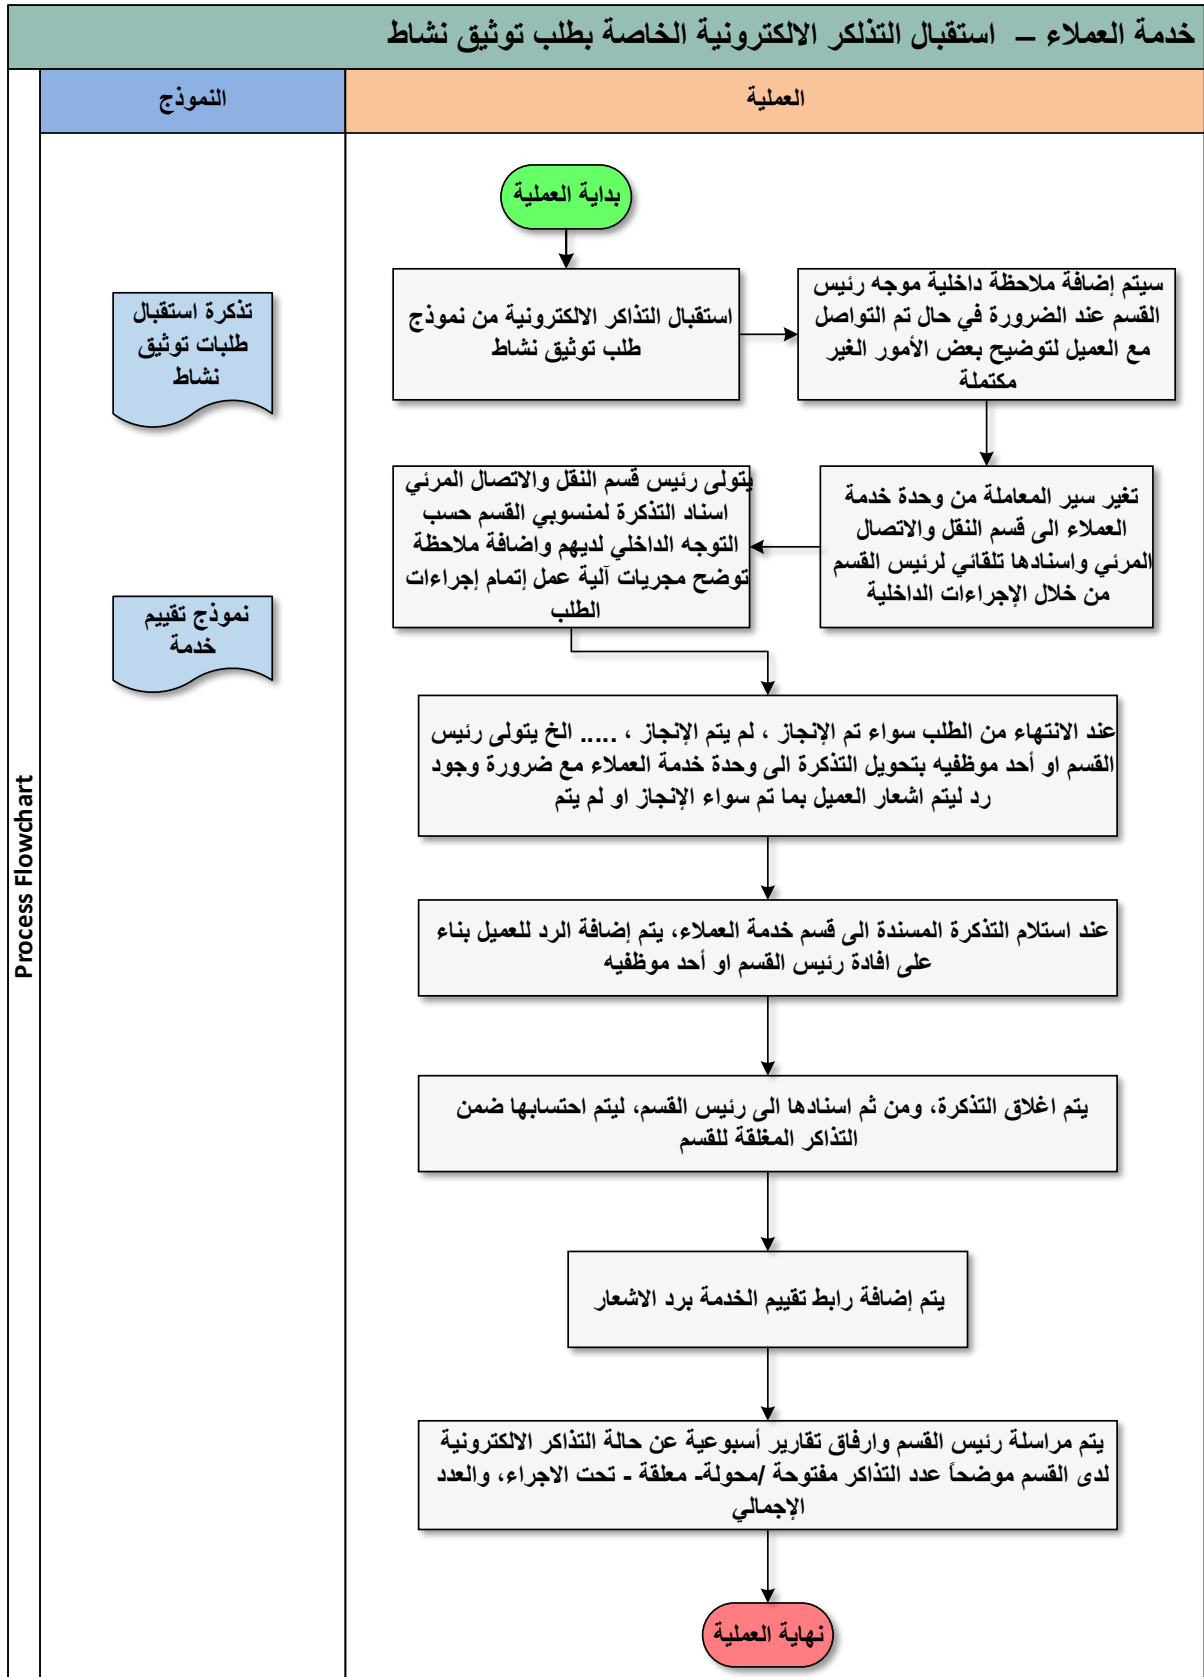 خدمة العملاء – استقبال التذلكر الالكترونية الخاصة بطلب توثيق نشاط
العملية
النموذج
Process Flowchart
بداية العملية
استقبال التذاكر الالكترونية من نموذج
طلب توثيق نشاط
سيتم إضافة ملاحظة داخلية موجه رئيس
القسم عند الضرورة في حال تم التواصل
مع العميل لتوضيح بعض الأمور الغير
مكتملة
تغير سير المعاملة من وحدة خدمة
العملاء الى قسم النقل والاتصال
المرئي واسنادها تلقائي لرئيس القسم
من خلال الإجراءات الداخلية
يتولى رئيس قسم النقل والاتصال المرئي
اسناد التذكرة لمنسوبي القسم حسب
التوجه الداخلي لديهم واضافة ملاحظة
توضح مجريات آلية عمل إتمام إجراءات
الطلب
عند الانتهاء من الطلب سواء تم الإنجاز ، لم يتم الإنجاز ، ..... الخ يتولى رئيس
القسم او أحد موظفيه بتحويل التذكرة الى وحدة خدمة العملاء مع ضرورة وجود
رد ليتم اشعار العميل بما تم سواء الإنجاز او لم يتم
عند استلام التذكرة المسندة الى قسم خدمة العملاء، يتم إضافة الرد للعميل بناء
على افادة رئيس القسم او أحد موظفيه
يتم اغلاق التذكرة، ومن ثم اسنادها الى رئيس القسم، ليتم احتسابها ضمن
التذاكر المغلقة للقسم
يتم إضافة رابط تقييم الخدمة برد الاشعار
يتم مراسلة رئيس القسم وارفاق تقارير أسبوعية عن حالة التذاكر الالكترونية
لدى القسم موضحاً عدد التذاكر مفتوحة /محولة- معلقة - تحت الاجراء، والعدد
الإجمالي
نهاية العملية
تذكرة استقبال
طلبات توثيق
نشاط
نموذج تقييم
خدمة